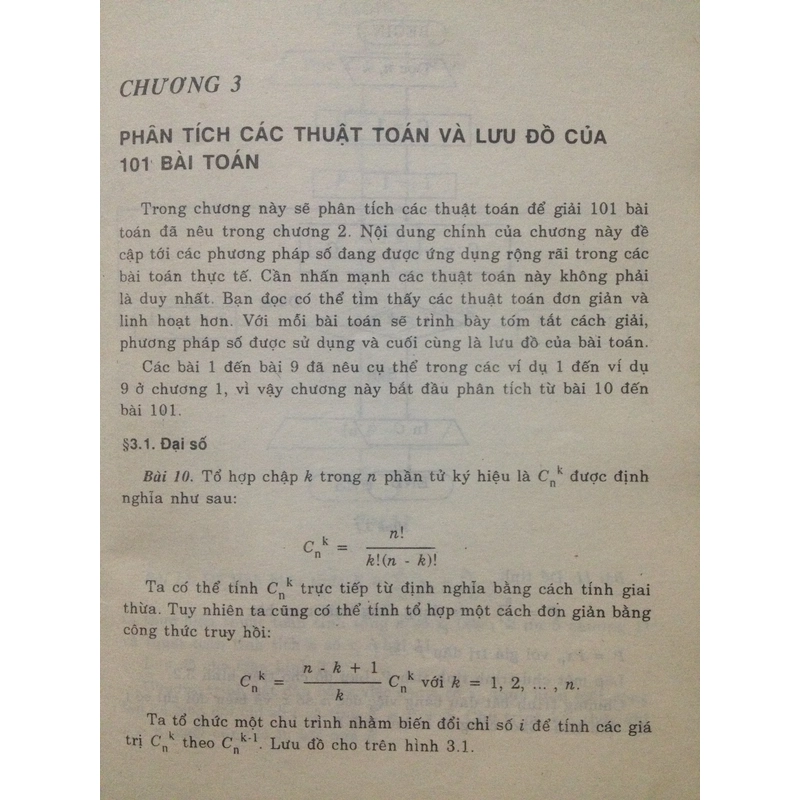 CHƯƠNG 3
PHÂN TÍCH CÁC THUẬT TOÁN VÀ LƯU ĐỒ CỦA
101 BÀI TOÁN
Trong chương này sẽ phân tích các thuật toán để giải 101 bài
toán đã nêu trong chương 2. Nội dung chính của chương này đề
cập tới các phương pháp số đang được ứng dụng rộng rãi trong các
bài toán thực tế. Cần nhấn mạnh các thuật toán này không phải
là duy nhất. Bạn đọc có thể tìm thấy các thuật toán đơn giản và
linh hoạt hơn. Với mỗi bài toán sẽ trình bày tóm tắt cách giải,
phương pháp số được sử dụng và cuối cùng là lưu đồ của bài toán.
Các bài 1 đến bài 9 đã nêu cụ thể trong các ví dụ 1 đến ví dụ
9 ở chương 1, vì vậy chương này bắt đầu phân tích từ bài 10 đến
bài 101.
§3.1. Đại số
Bài 10. Tổ hợp chập k trong n phần tử ký hiệu là C_n^k được định
nghĩa như sau:
C_n^k = n! / k!(n - k)!
Ta có thể tính C_n^k trực tiếp từ định nghĩa bằng cách tính giai
thừa. Tuy nhiên ta cũng có thể tính tổ hợp một cách đơn giản bằng
công thức truy hồi:
C_n^k = n - k + 1 / k C_n^k với k = 1, 2, ... , n.
Ta tổ chức một chu trình nhằm biến đổi chỉ số i để tính các giá
trị C_n^k theo C_n^k-1. Lưu đồ cho trên hình 3.1.